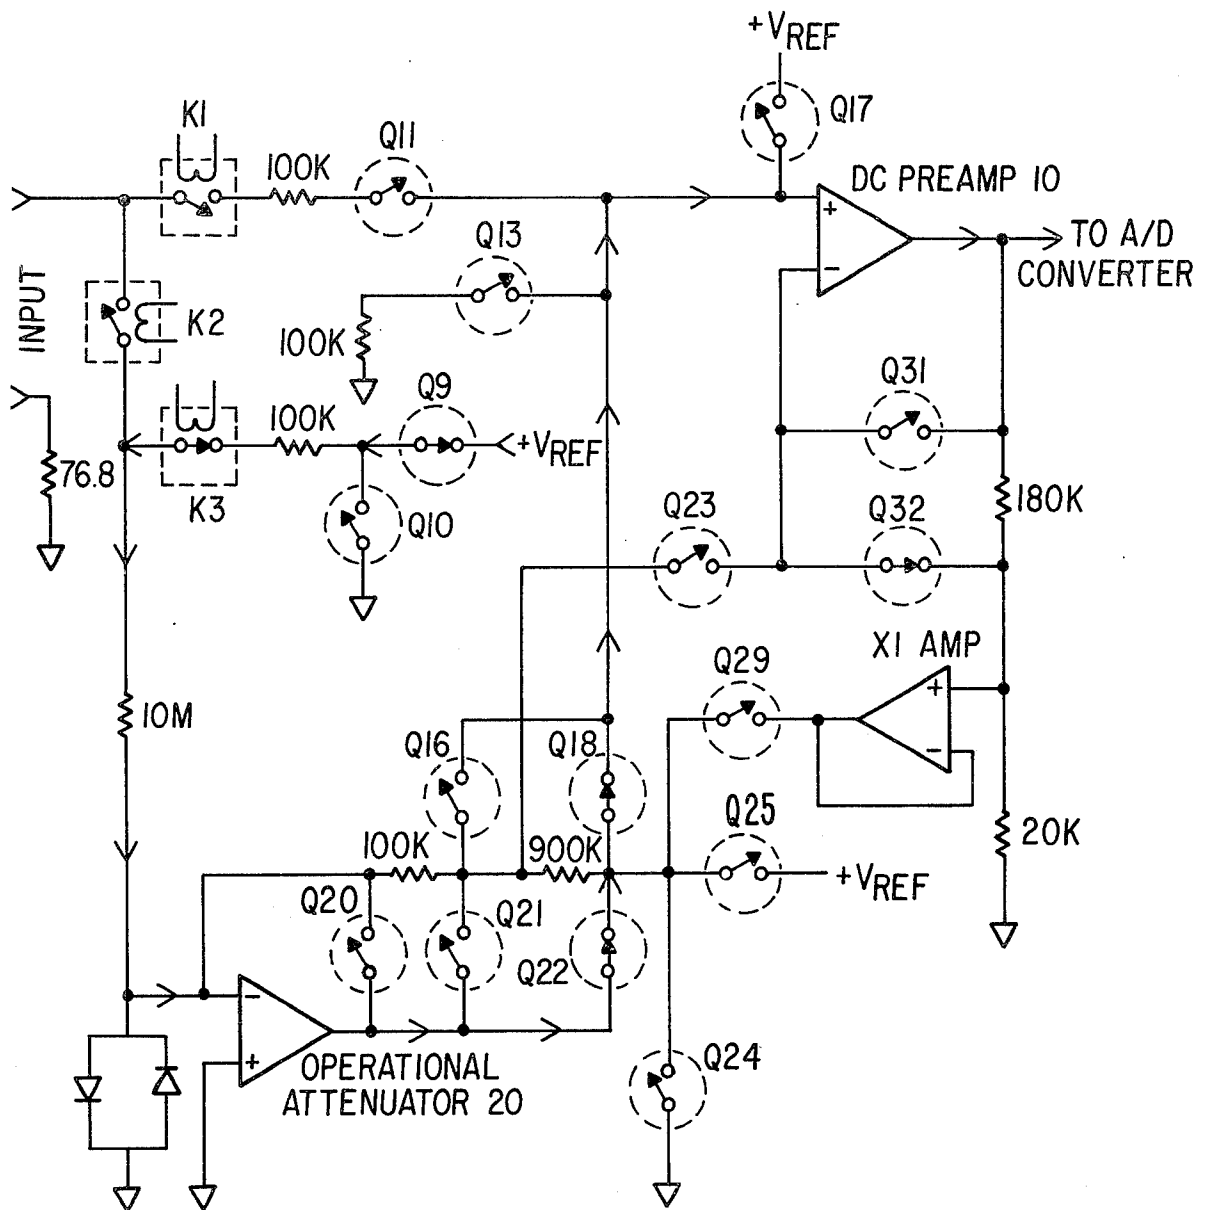 +VREF
K1
Q11
Q17
100K
DC PREAMP 10
+
−
TO A/D
CONVERTER
Q13
INPUT
K2
100K
Q9
100K
+VREF
Q31
76.8
K3
Q10
Q23
180K
Q32
X1 AMP
Q29
+
−
10M
Q16
Q18
Q25
100K
900K
20K
+VREF
Q20
Q21
Q22
−
+
OPERATIONAL
ATTENUATOR 20
Q24